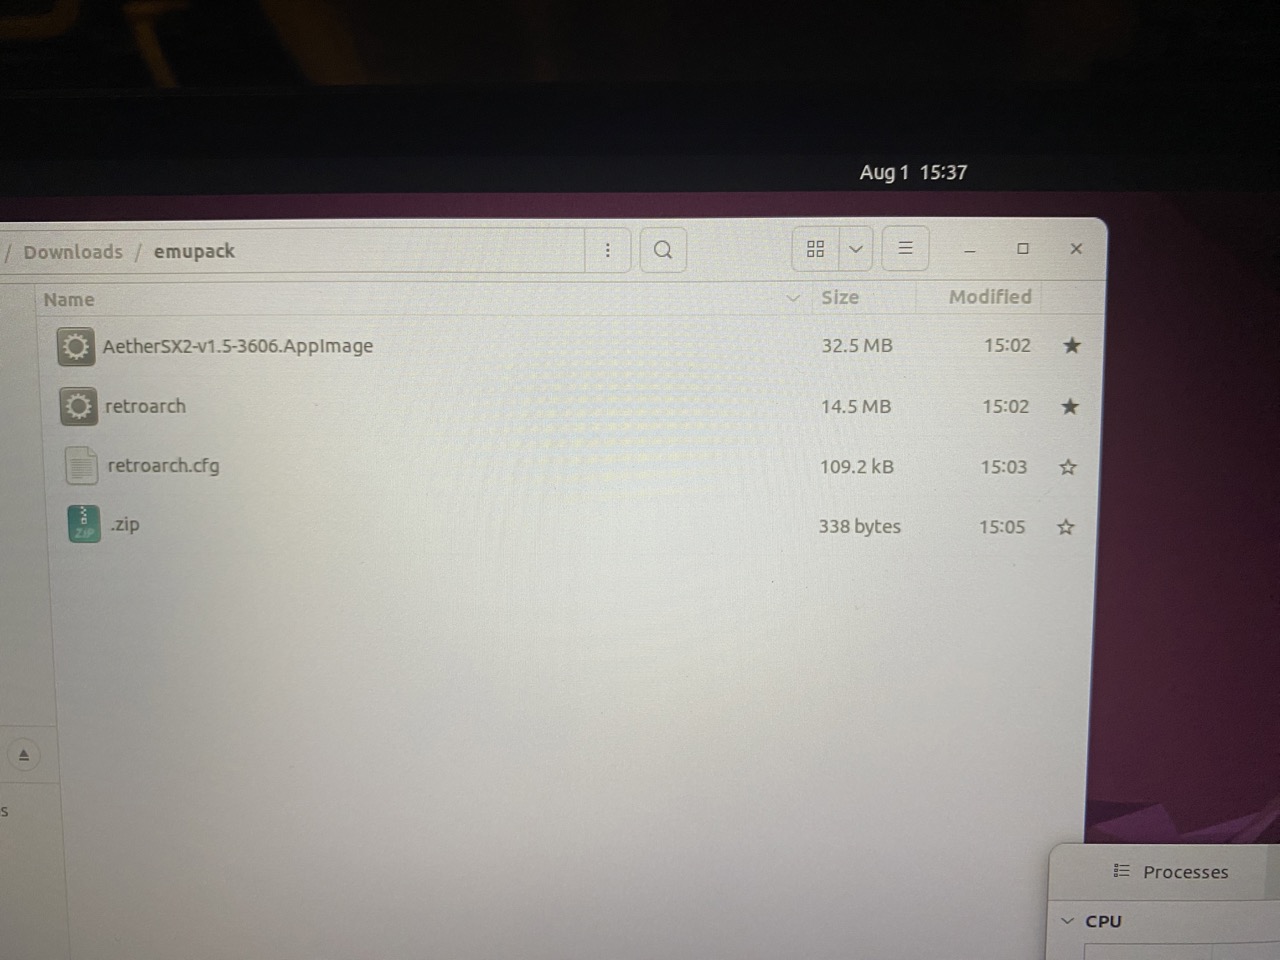 Aug 1 15:37
/ Downloads / emupack
Name Size Modified
AetherSX2-v1.5-3606.AppImage 32.5 MB 15:02
retroarch 14.5 MB 15:02
retroarch.cfg 109.2 kB 15:03
ZIP .zip 338 bytes 15:05
s
Processes
CPU